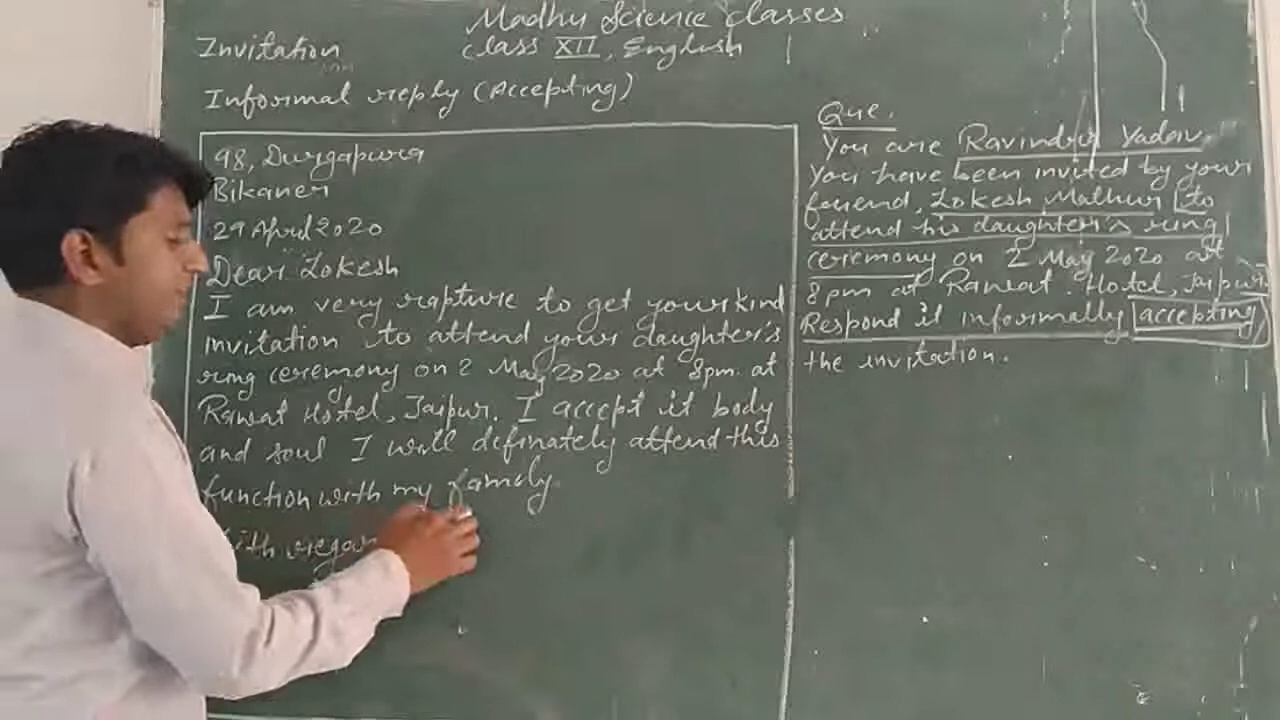 Madhu Science Classes
Class XII, English
Invitation
Informal reply (Accepting)
98, Durgapura
Bikaner
29 April 2020
Dear Lokesh
I am very rapture to get your kind
invitation to attend your daughter's
ring ceremony on 2 May 2020 at 8pm at
Rawat Hotel, Jaipur. I accept it body
and soul I will definately attend this
function with my family.
with regar
Que.
You are Ravindra Yadav.
You have been invited by your
friend, Lokesh Mathur to
attend his daughter's ring
ceremony on 2 May 2020 at
8pm at Rawat Hotel, Jaipur
Respond it informally accepting
the invitation.